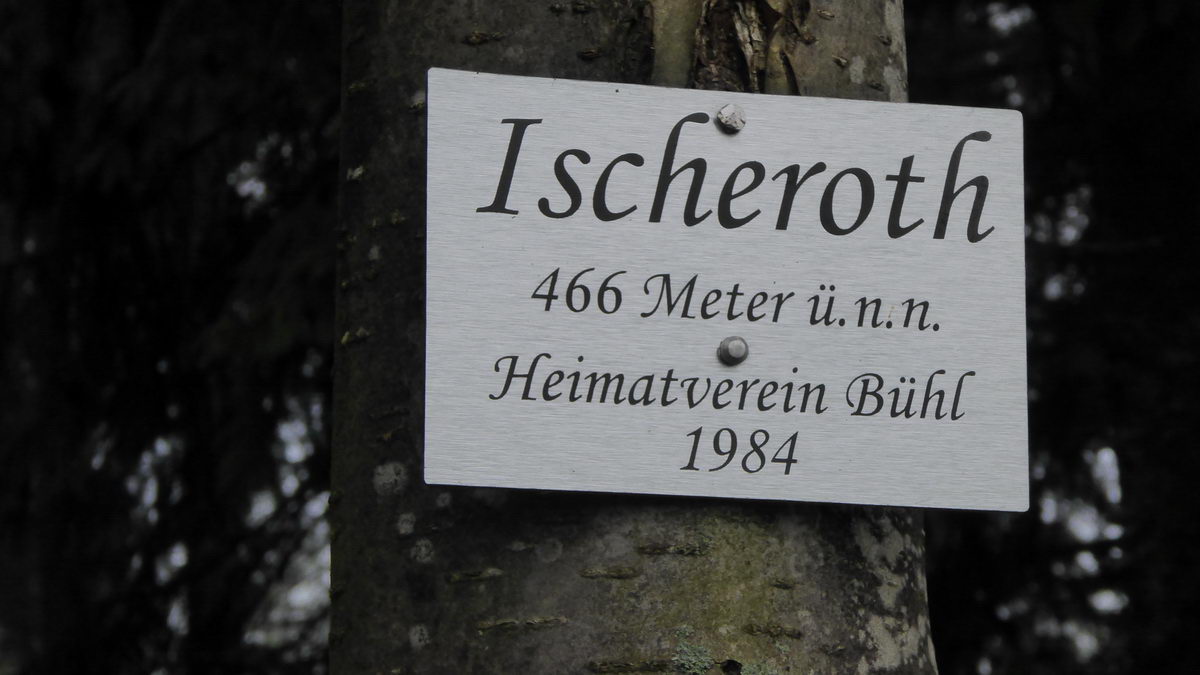 Ischeroth
466 Meter ü.n.n.
Heimatverein Bühl
1984